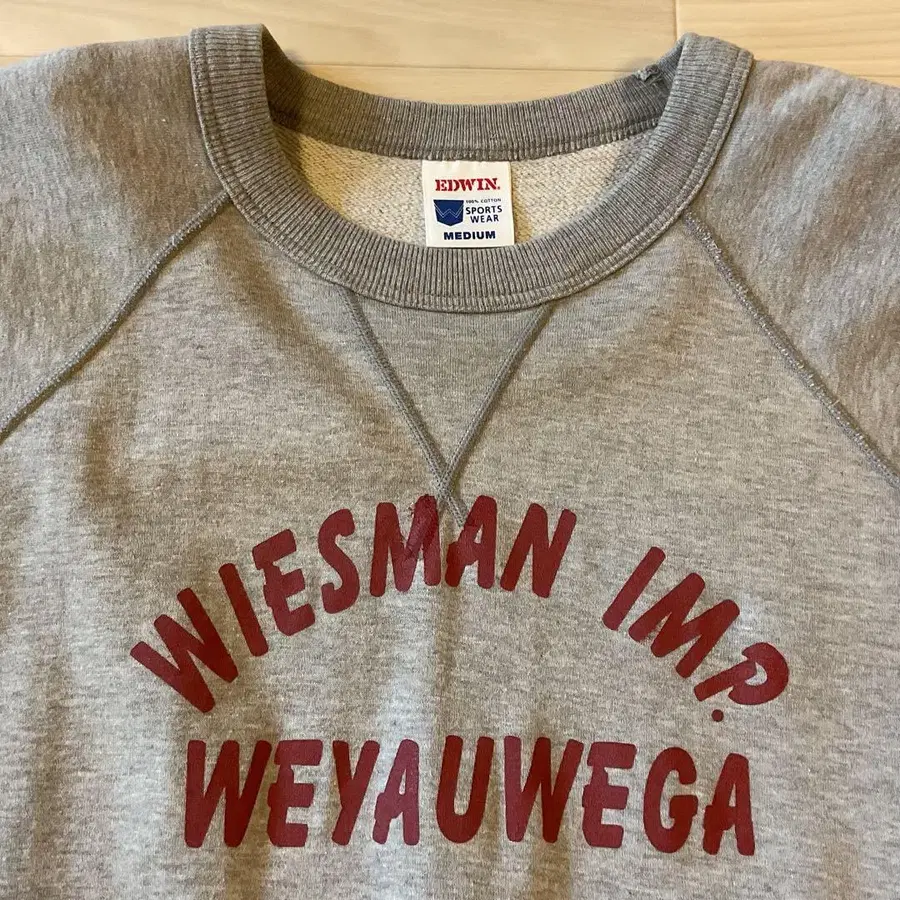 EDWIN.
100% COTTON
SPORTS
WEAR
MEDIUM
WIESMAN IMP.
WEYAUWEGA